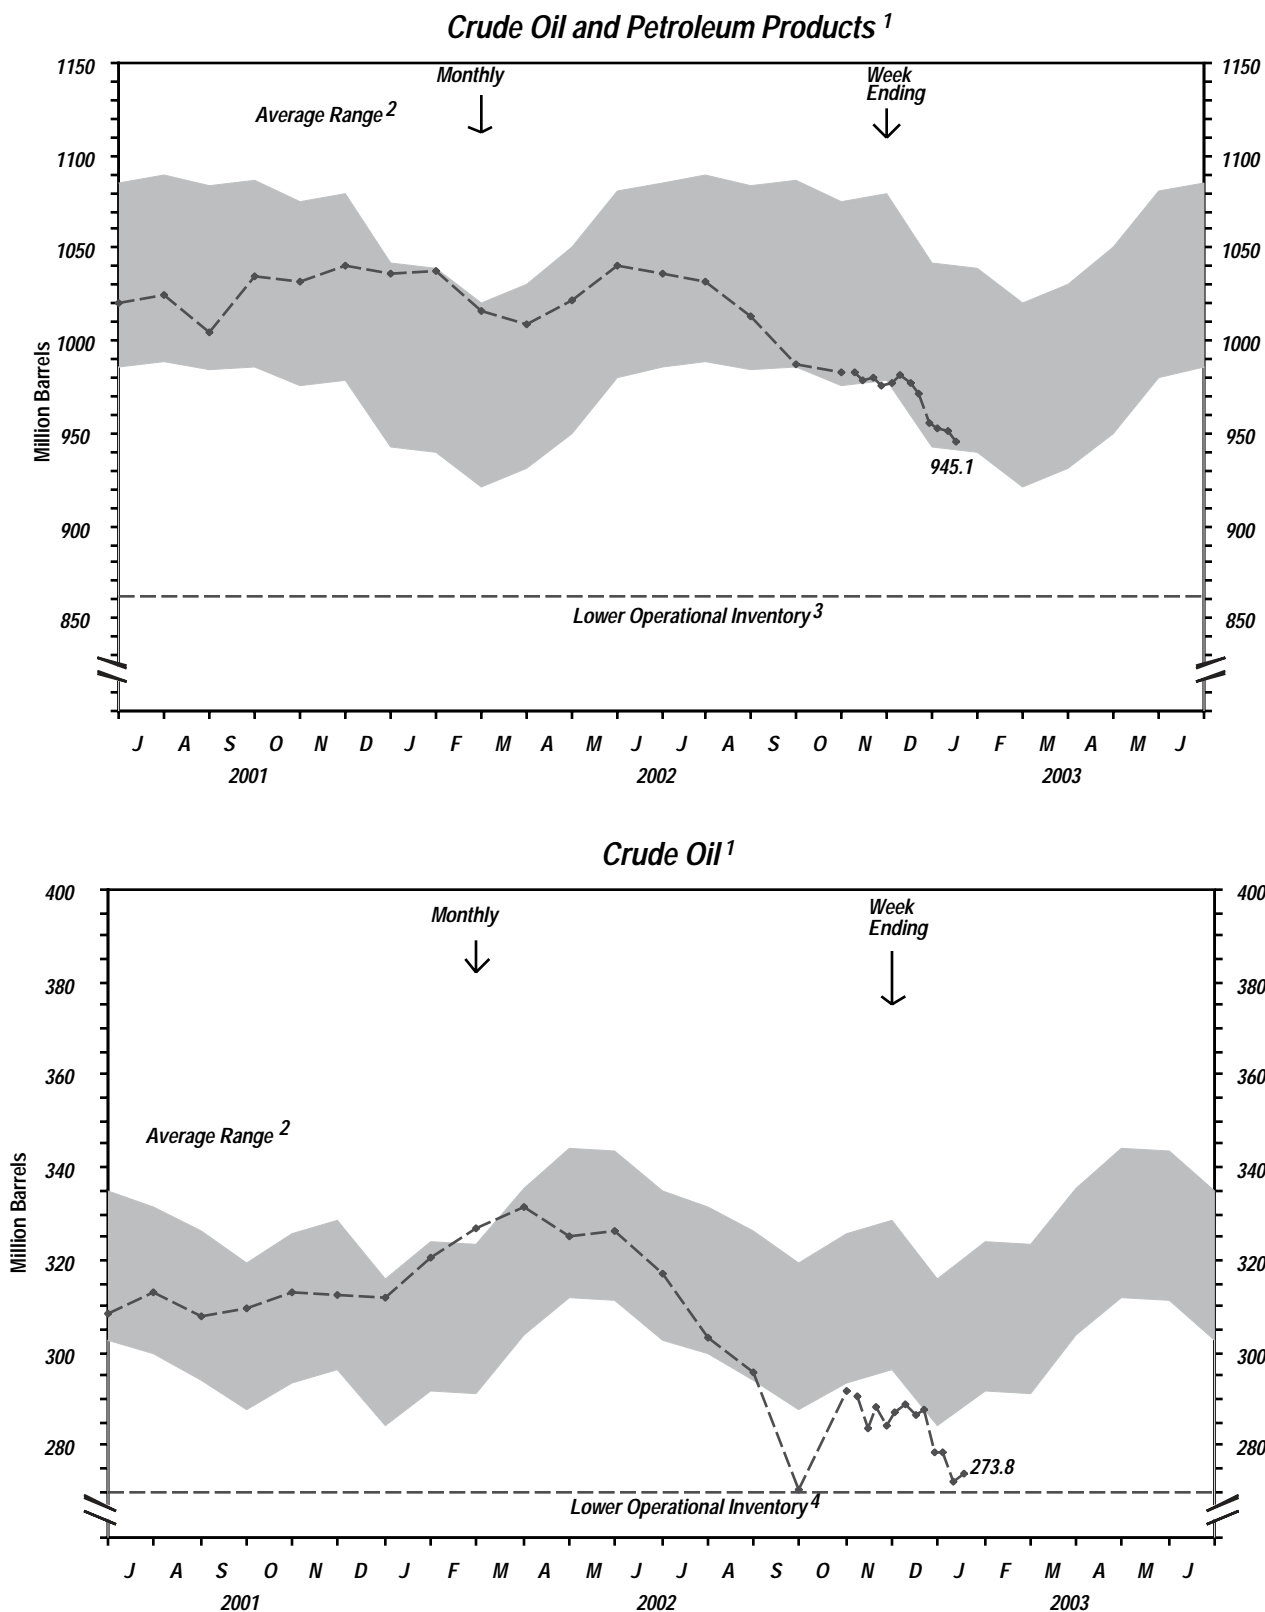 Crude Oil and Petroleum Products 1
Monthly
Week
Ending
Average Range 2
1150 1150
1100 1100
1050 1050
1000 1000
950 950
900 900
850 850
Million Barrels
945.1
Lower Operational Inventory 3
J A S O N D J F M A M J J A S O N D J F M A M J
2001 2002 2003
Crude Oil 1
Monthly
Week
Ending
Average Range 2
400 400
380 380
360 360
340 340
320 320
300 300
280 280
Million Barrels
273.8
Lower Operational Inventory 4
J A S O N D J F M A M J J A S O N D J F M A M J
2001 2002 2003